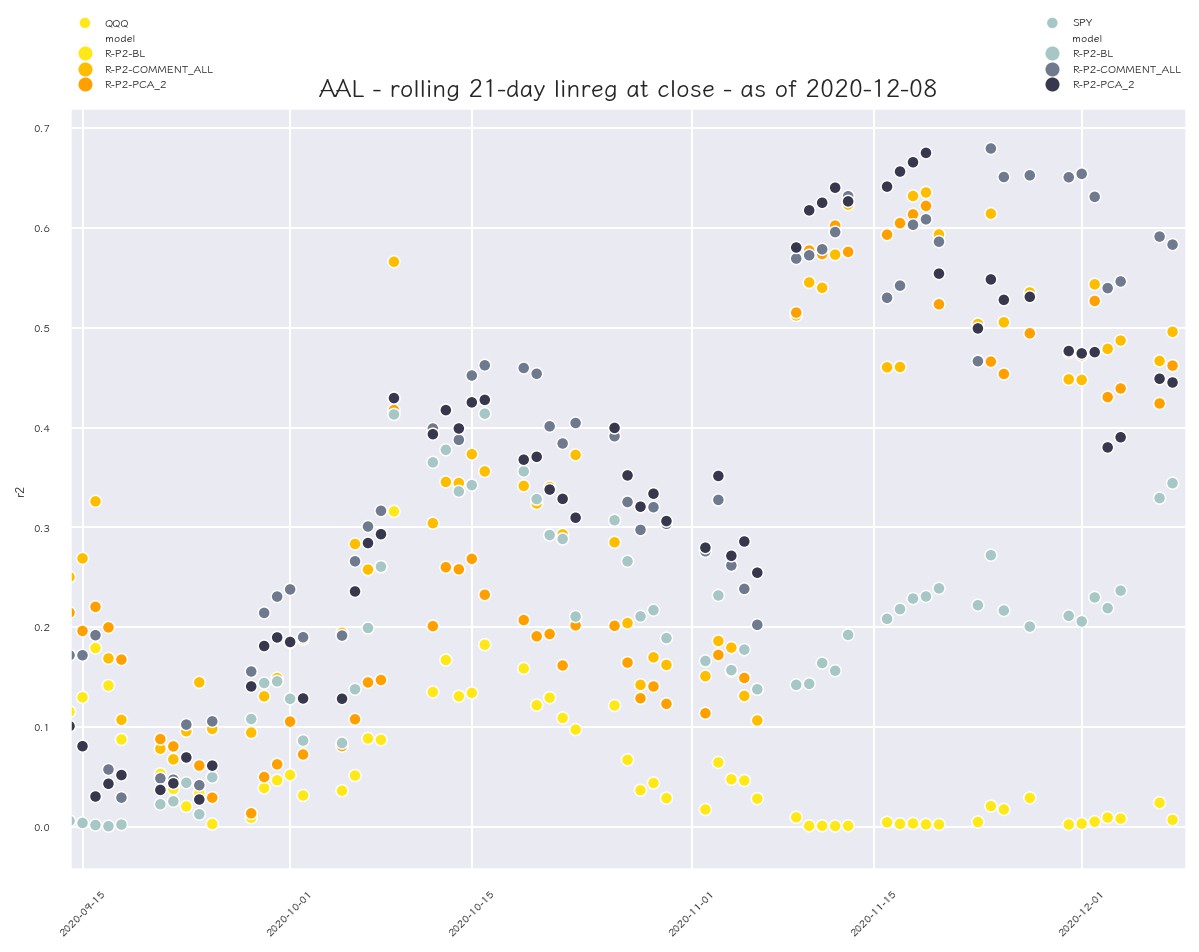 QQQ
model
R-P2-BL
R-P2-COMMENT_ALL
R-P2-PCA_2
SPY
model
R-P2-BL
R-P2-COMMENT_ALL
R-P2-PCA_2
AAL - rolling 21-day linreg at close - as of 2020-12-08
0.7
0.6
0.5
0.4
0.3
0.2
0.1
0.0
r2
2020-09-15
2020-10-01
2020-10-15
2020-11-01
2020-11-15
2020-12-01